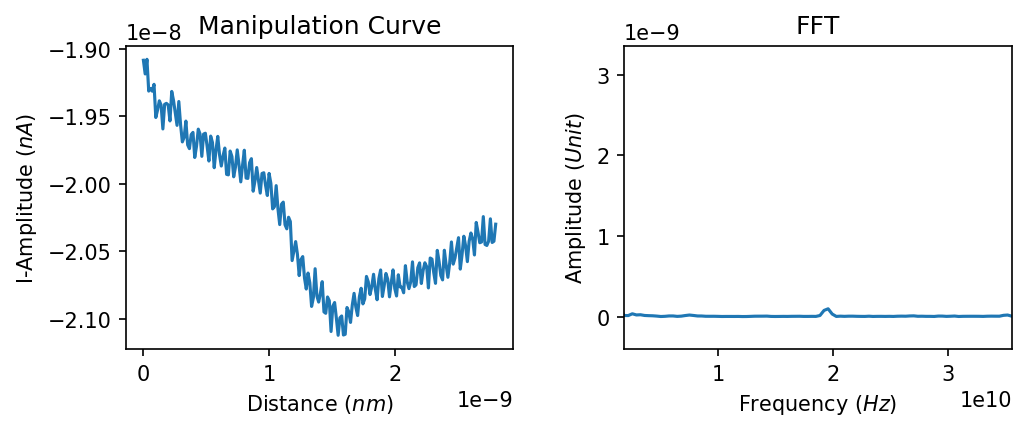 Manipulation Curve
1e−8
I-Amplitude (nA)
−1.90
−1.95
−2.00
−2.05
−2.10
0 1 2
1e−9
Distance (nm)
FFT
1e−9
Amplitude (Unit)
3
2
1
0
1 2 3
1e10
Frequency (Hz)